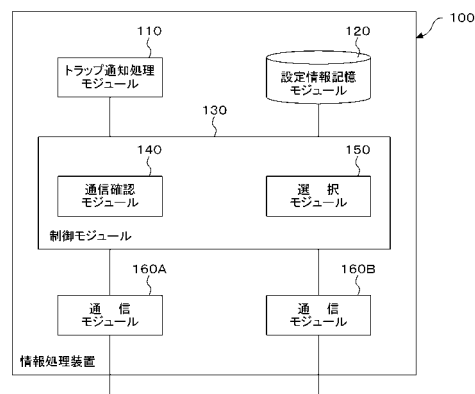 100
110
トラップ通知処理
モジュール
120
設定情報記憶
モジュール
130
140
通信確認
モジュール
150
選 択
モジュール
制御モジュール
160A
通 信
モジュール
160B
通 信
モジュール
情報処理装置